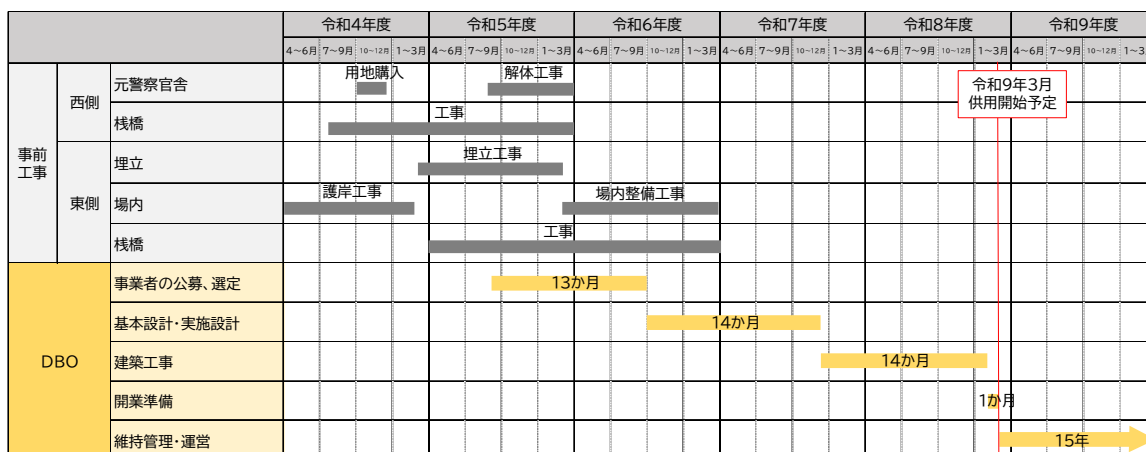 令和4年度 令和5年度 令和6年度 令和7年度 令和8年度 令和9年度
4～6月 7～9月 10～12月 1～3月 4～6月 7～9月 10～12月 1～3月 4～6月 7～9月 10～12月 1～3月 4～6月 7～9月 10～12月 1～3月 4～6月 7～9月 10～12月 1～3月 4～6月 7～9月 10～12月 1～3
事前
工事
西側
元警察官舎 用地購入 解体工事
令和9年3月
供用開始予定
桟橋 工事
東側
埋立 埋立工事
場内 護岸工事 場内整備工事
桟橋 工事
DBO
事業者の公募、選定 13か月
基本設計・実施設計 14か月
建築工事 14か月
開業準備 1か月
維持管理・運営 15年